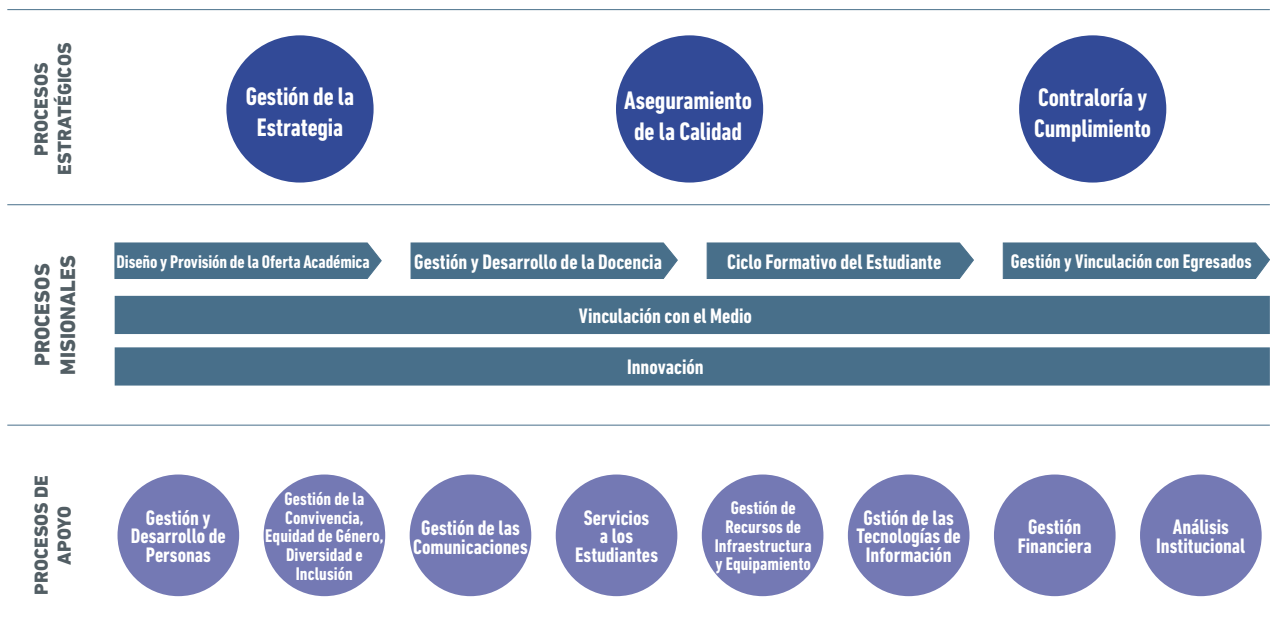 PROCESOS
ESTRATÉGICOS
Gestión de la
Estrategia
Aseguramiento
de la Calidad
Contraloría y
Cumplimiento
PROCESOS
MISIONALES
Diseño y Provisión de la Oferta Académica
Gestión y Desarrollo de la Docencia
Ciclo Formativo del Estudiante
Gestión y Vinculación con Egresados
Vinculación con el Medio
Innovación
PROCESOS DE
APOYO
Gestión y
Desarrollo de
Personas
Gestión de la
Convivencia,
Equidad de Género,
Diversidad e
Inclusión
Gestión de las
Comunicaciones
Servicios
a los
Estudiantes
Gestión de
Recursos de
Infraestructura
y Equipamiento
Gstión de las
Tecnologías de
Información
Gestión
Financiera
Análisis
Institucional